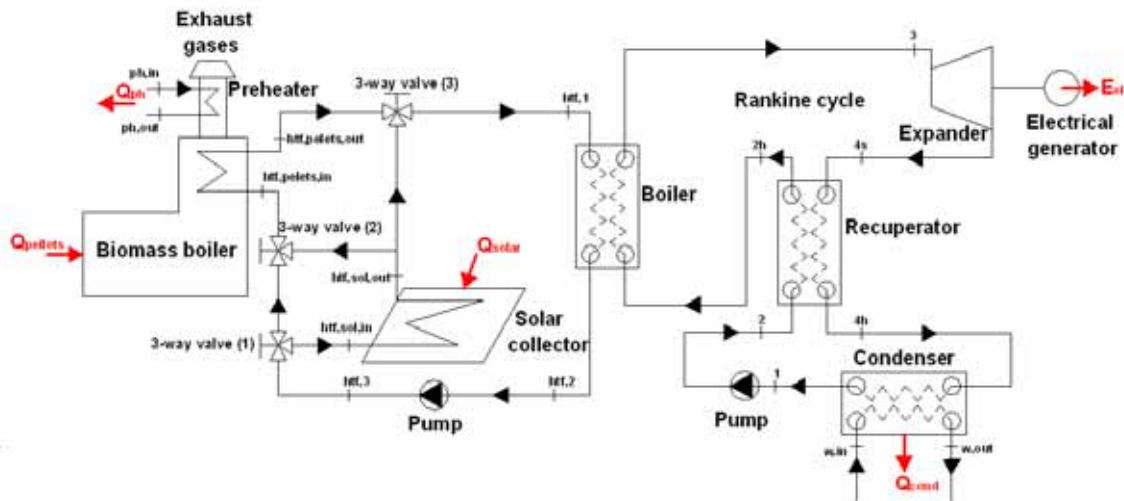 Exhaust
gases
ph,in
Qph
Preheater
ph,out
3-way valve (3)
htf,1
3
Rankine cycle
Eel
Expander
Electrical
generator
htf,pelets,out
htf,pelets,in
2h
4s
Boiler
Recuperator
3-way valve (2)
Qpellets
Biomass boiler
Qsolar
htf,sol,out
htf,sol,in
Solar
collector
3-way valve (1)
2
4h
Condenser
htf,3
htf,2
1
Pump
Pump
w,in
w,out
Qcond